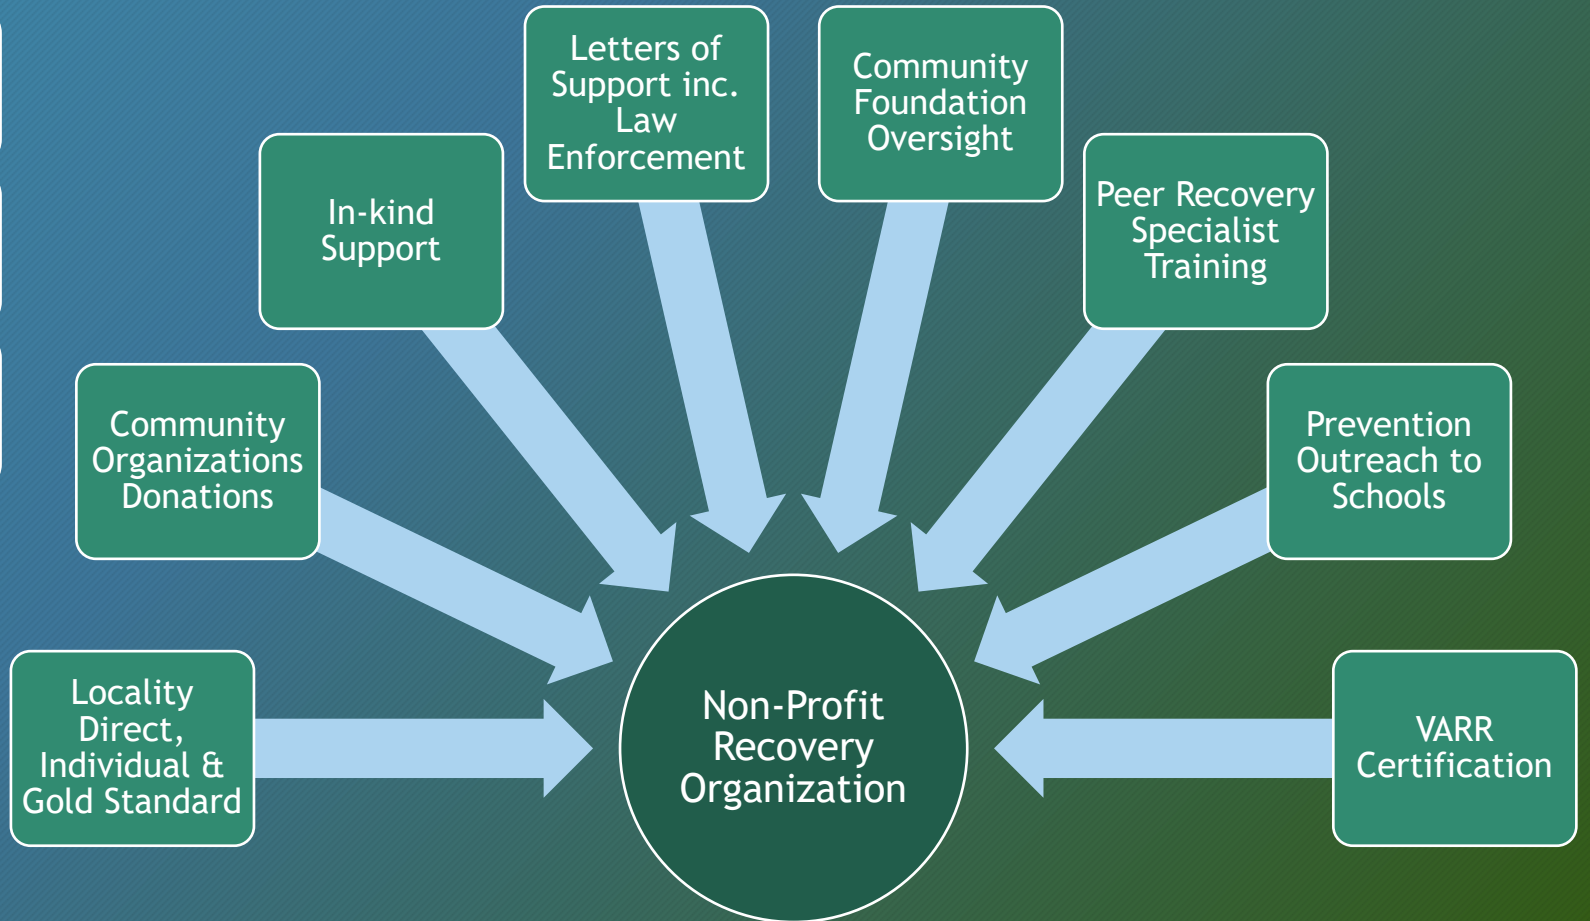 Letters of
Support inc.
Law
Enforcement
Community
Foundation
Oversight
In-kind
Support
Peer Recovery
Specialist
Training
Community
Organizations
Donations
Prevention
Outreach to
Schools
Locality
Direct,
Individual &
Gold Standard
Non-Profit
Recovery
Organization
VARR
Certification